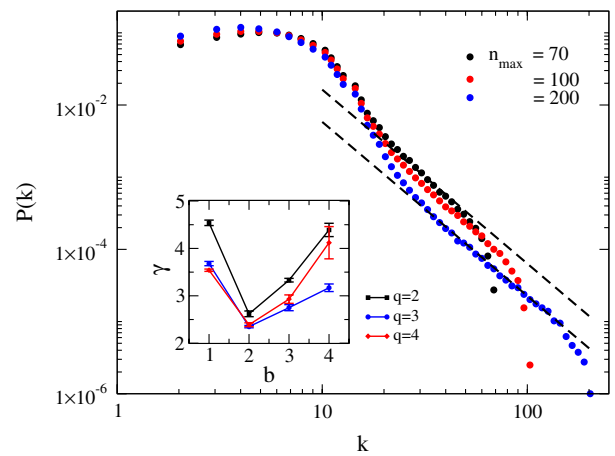 n_max = 70
= 100
= 200
1×10^-2
1×10^-4
1×10^-6
P(k)
1
10
100
k
5
4
3
2
γ
1
2
3
4
b
q=2
q=3
q=4